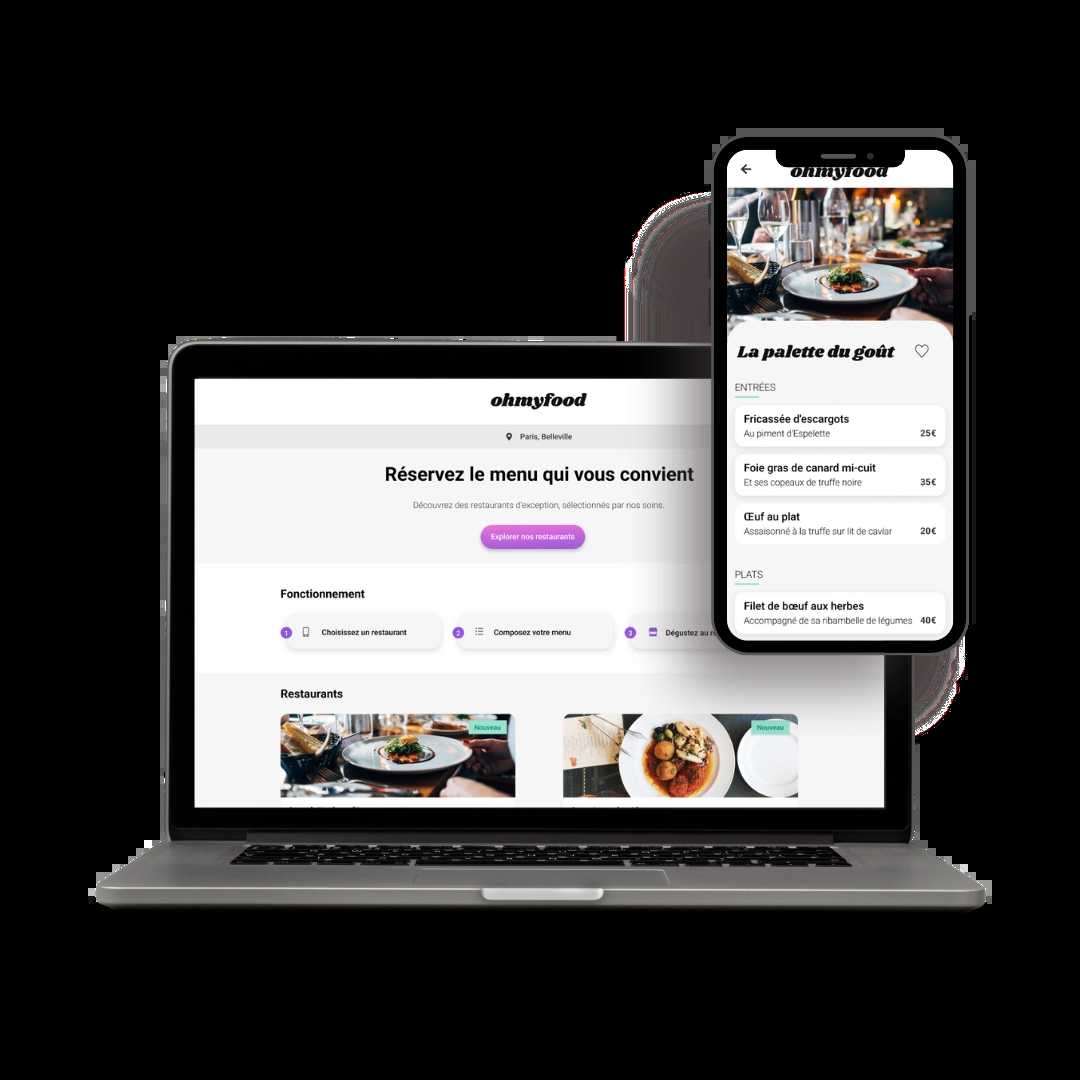 ohmyfood
La palette du goût
ENTRÉES
Fricassée d'escargots
Au piment d'Espelette 25€
Foie gras de canard mi-cuit
Et ses copeaux de truffe noire 35€
Œuf au plat
Assaisonné à la truffe sur lit de caviar 20€
PLATS
Filet de bœuf aux herbes
Accompagné de sa ribambelle de légumes 40€
ohmyfood
Paris, Belleville
Réservez le menu qui vous convient
Découvrez des restaurants d'exception, sélectionnés par nos soins.
Explorer nos restaurants
Fonctionnement
1 Choisissez un restaurant
2 Composez votre menu
3 Dégustez au
Restaurants
Nouveau
Nouveau